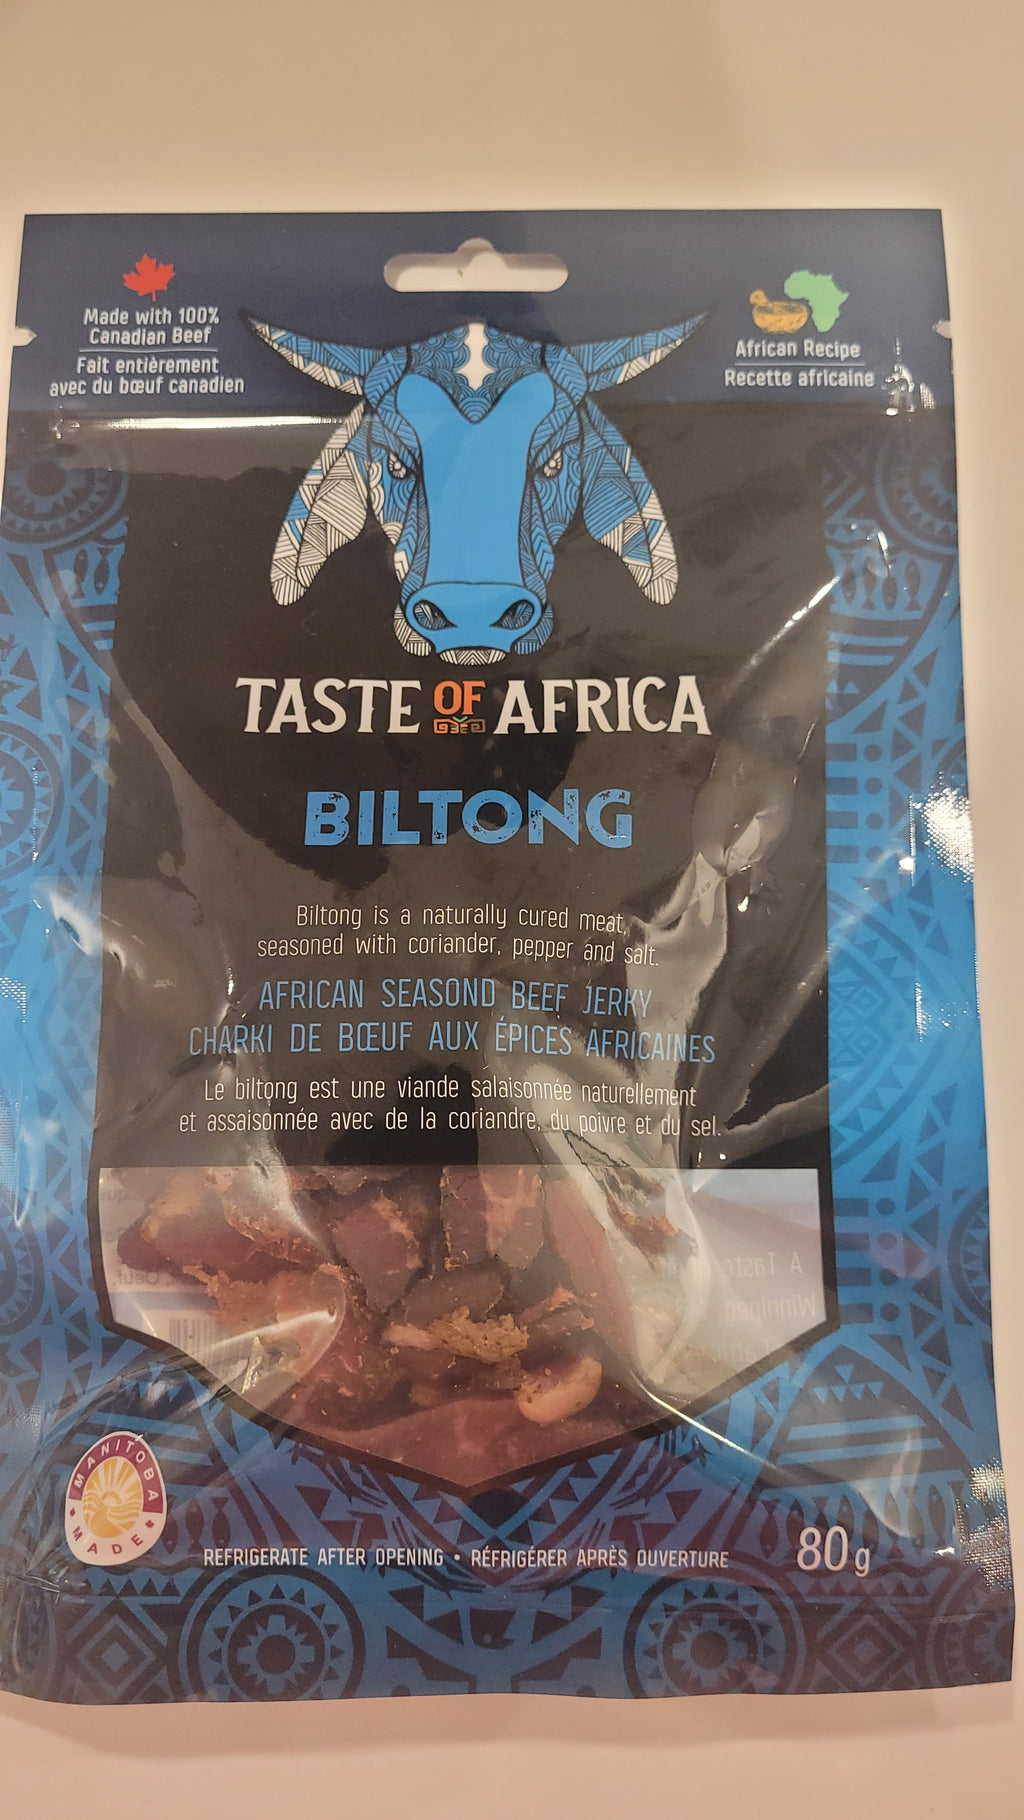 Made with 100%
Canadian Beef
Fait entièrement
avec du bœuf canadien
African Recipe
Recette africaine
TASTE OF AFRICA
BILTONG
Biltong is a naturally cured meat,
seasoned with coriander, pepper and salt.
AFRICAN SEASOND BEEF JERKY
CHARKI DE BŒUF AUX ÉPICES AFRICAINES
Le biltong est une viande salaisonnée naturellement
et assaisonnée avec de la coriandre, du poivre et du sel.
A Taste
Winnipeg
MANITOBA
MADE
REFRIGERATE AFTER OPENING • RÉFRIGÉRER APRÈS OUVERTURE
80 g